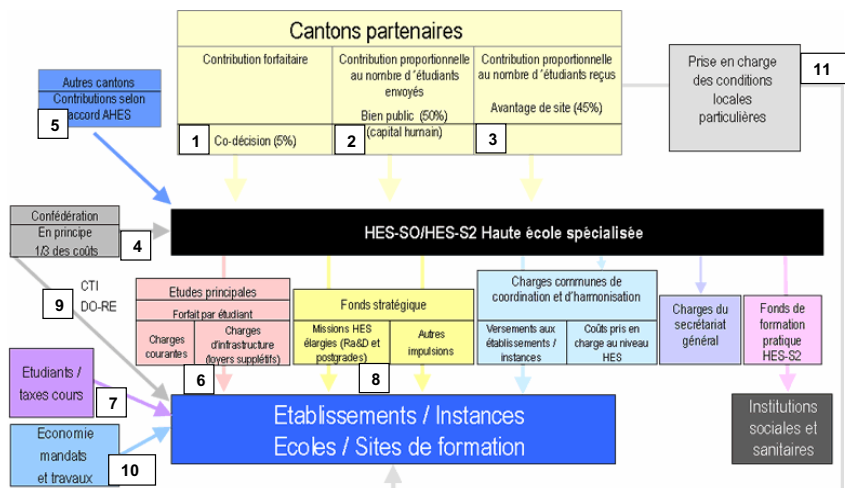 Cantons partenaires
Contribution forfaitaire
Co-décision (5%)
1
Contribution proportionnelle
au nombre d ’étudiants
envoyés
Bien public (50%)
(capital humain)
2
Contribution proportionnelle
au nombre d ’étudiants reçus
Avantage de site (45%)
3
Prise en charge
des conditions
locales
particulières
11
Autres cantons
Contributions selon
accord AHES
5
Confédération
En principe
1/3 des coûts
4
HES-SO/HES-S2 Haute école spécialisée
9
CTI
DO-RE
Etudes principales
Forfait par étudiant
Charges
courantes
Charges
d'infrastructure
(loyers supplétifs)
6
Fonds stratégique
Missions HES
élargies (Ra&D et
postgrades)
Autres
impulsions
8
Charges communes de
coordination et d'harmonisation
Versements aux
établissements /
instances
Coûts pris en
charge au niveau
HES
Charges du
secrétariat
général
Fonds de
formation
pratique
HES-S2
Etudiants /
taxes cours
7
Economie
mandats
et travaux
10
Etablissements / Instances
Ecoles / Sites de formation
Institutions
sociales et
sanitaires